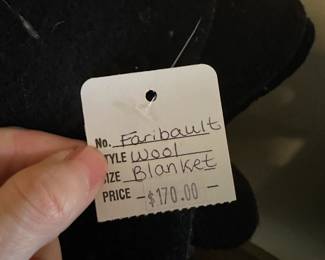 No. Faribault
STYLE Wool
SIZE Blanket
PRICE -$170.00-